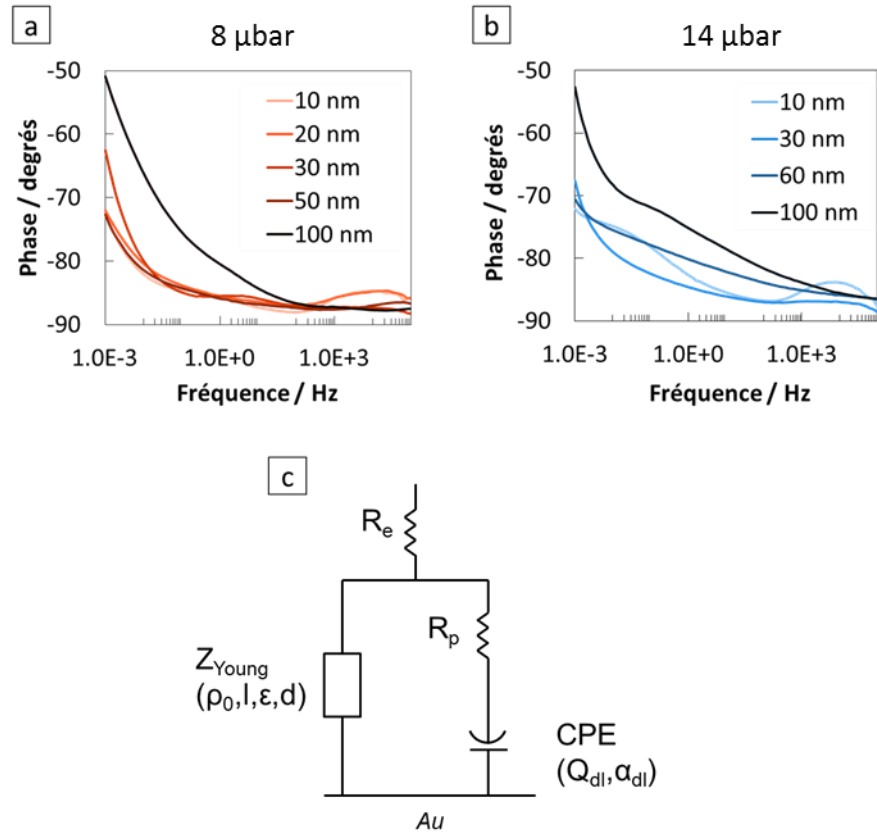 a
8 µbar
-50
-60
-70
-80
-90
Phase / degrés
10 nm
20 nm
30 nm
50 nm
100 nm
1.0E-3
1.0E+0
1.0E+3
Fréquence / Hz
b
14 µbar
-50
-60
-70
-80
-90
Phase / degrés
10 nm
30 nm
60 nm
100 nm
1.0E-3
1.0E+0
1.0E+3
Fréquence / Hz
c
Re
Rp
ZYoung
(ρ0,l,ε,d)
CPE
(Qdl,αdl)
Au